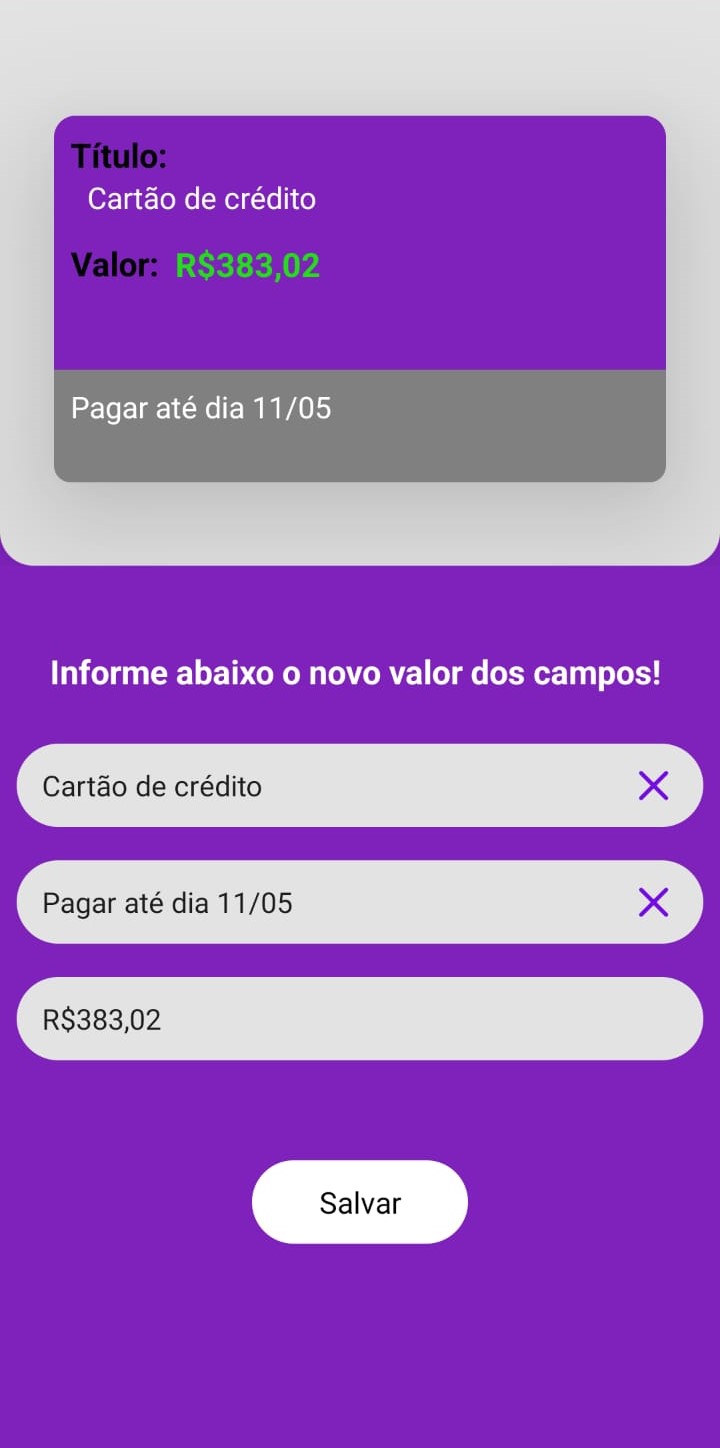 Título:
Cartão de crédito
Valor: R$383,02
Pagar até dia 11/05
Informe abaixo o novo valor dos campos!
Cartão de crédito
Pagar até dia 11/05
R$383,02
Salvar